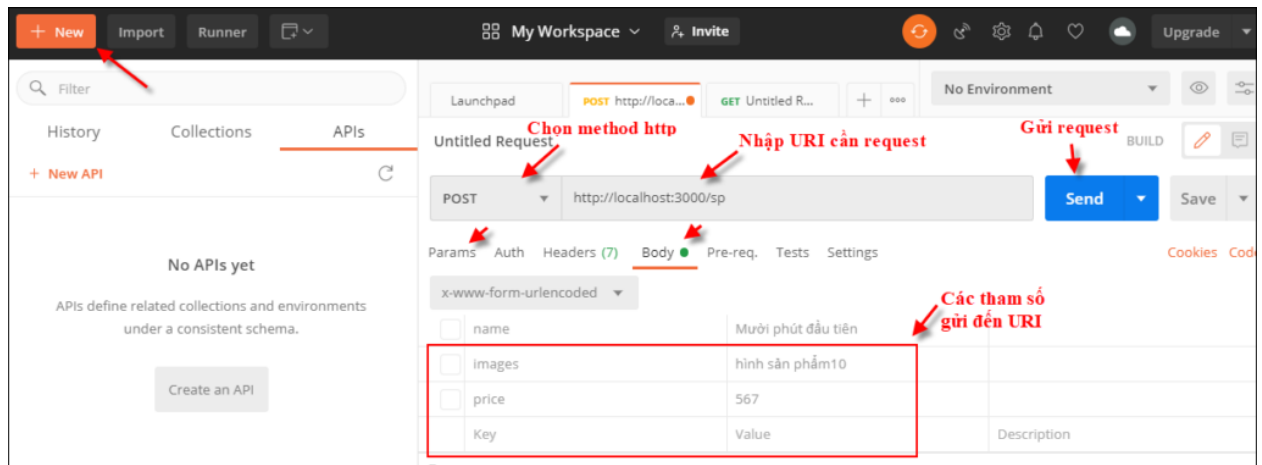 + New Import Runner My Workspace Invite Upgrade
Filter
Launchpad POST http://loca... GET Untitled R... + ooo No Environment
History Collections APIs
Chọn method http
Nhập URI cần request
Gửi request
Untitled Request
BUILD
+ New API
POST http://localhost:3000/sp Send Save
Params Auth Headers (7) Body Pre-req. Tests Settings Cookies Code
No APIs yet
APIs define related collections and environments
under a consistent schema.
Create an API
x-www-form-urlencoded
Các tham số
gửi đến URI
name Mười phút đầu tiên
images hình sản phẩm10
price 567
Key Value Description